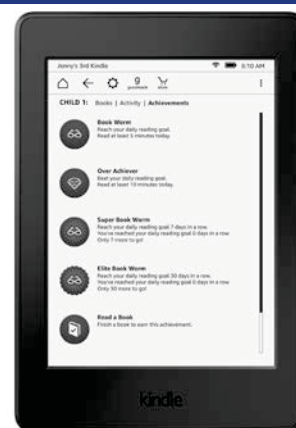 Jenny's 3rd Kindle 6:10 AM
goodreads store
CHILD 1: Books | Activity | Achievements
Book Worm
Reach your daily reading goal.
Read at least 5 minutes today.
Over Achiever
Beat your daily reading goal.
Read at least 10 minutes today.
Super Book Worm
Reach your daily reading goal 7 days in a row.
You've reached your daily reading goal 0 days in a row
Only 7 more to go!
Elite Book Worm
Reach your daily reading goal 30 days in a row.
You've reached your daily reading goal 0 days in a row
Only 30 more to go!
Read a Book
Finish a book to earn this achievement.
kindle